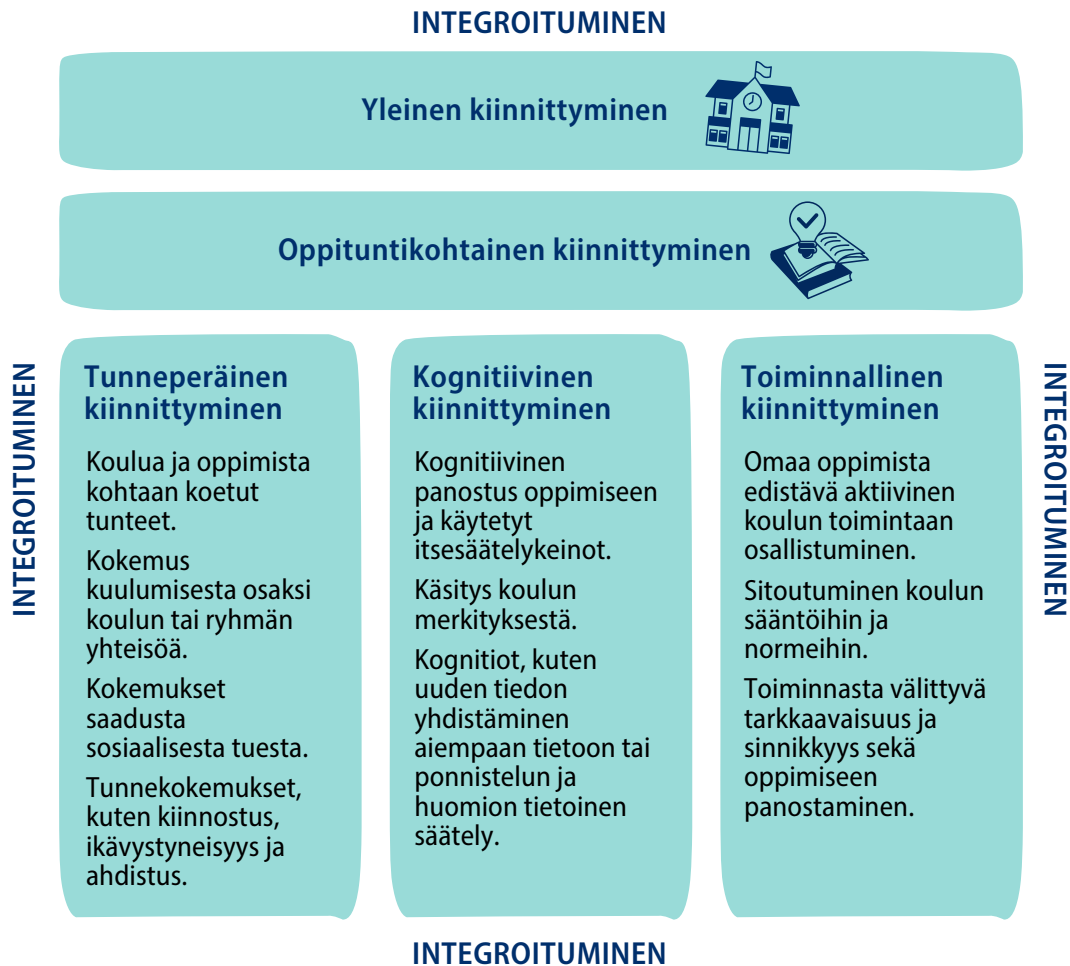 INTEGROITUMINEN
Yleinen kiinnittyminen
Oppituntikohtainen kiinnittyminen
INTEGROITUMINEN
Tunneperäinen
kiinnittyminen
Koulua ja oppimista
kohtaan koetut
tunteet.
Kokemus
kuulumisesta osaksi
koulun tai ryhmän
yhteisöä.
Kokemukset
saadusta
sosiaalisesta tuesta.
Tunnekokemukset,
kuten kiinnostus,
ikävystyneisyys ja
ahdistus.
Kognitiivinen
kiinnittyminen
Kognitiivinen
panostus oppimiseen
ja käytetyt
itsesäätelykeinot.
Käsitys koulun
merkityksestä.
Kognitiot, kuten
uuden tiedon
yhdistäminen
aiempaan tietoon tai
ponnistelun ja
huomion tietoinen
säätely.
Toiminnallinen
kiinnittyminen
Omaa oppimista
edistävä aktiivinen
koulun toimintaan
osallistuminen.
Sitoutuminen koulun
sääntöihin ja
normeihin.
Toiminnasta välittyvä
tarkkaavaisuus ja
sinnikkyys sekä
oppimiseen
panostaminen.
INTEGROITUMINEN
INTEGROITUMINEN